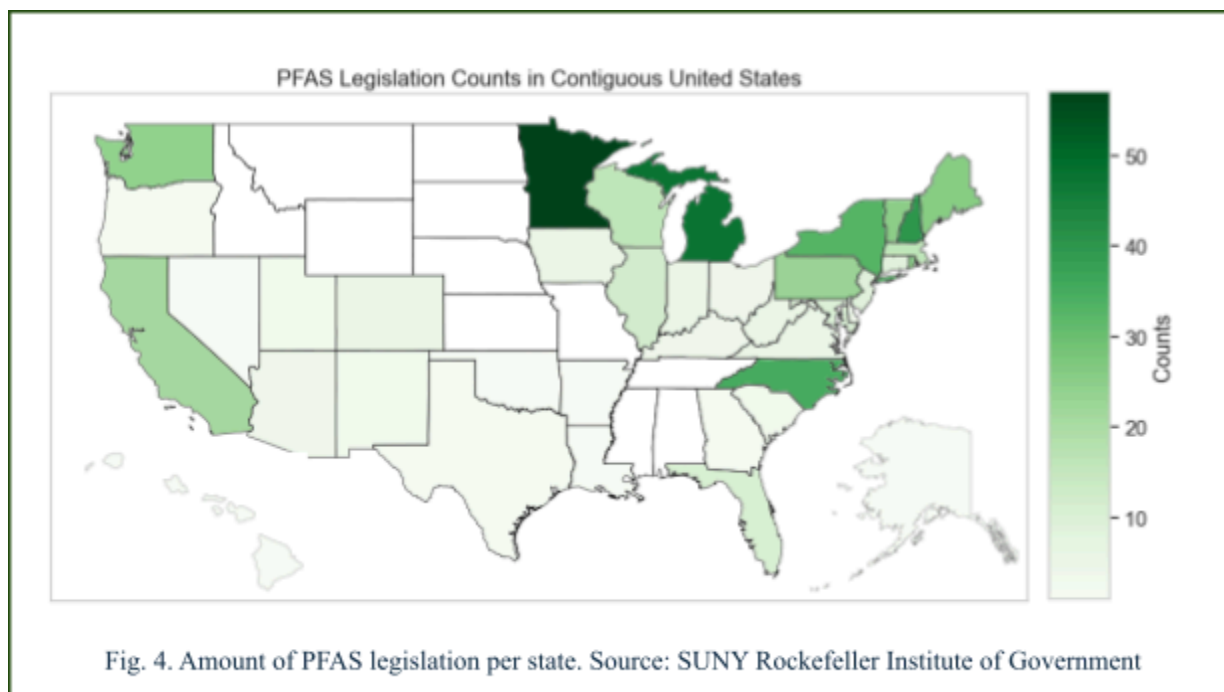 PFAS Legislation Counts in Contiguous United States
50
40
30
20
10
Counts
Fig. 4. Amount of PFAS legislation per state. Source: SUNY Rockefeller Institute of Government